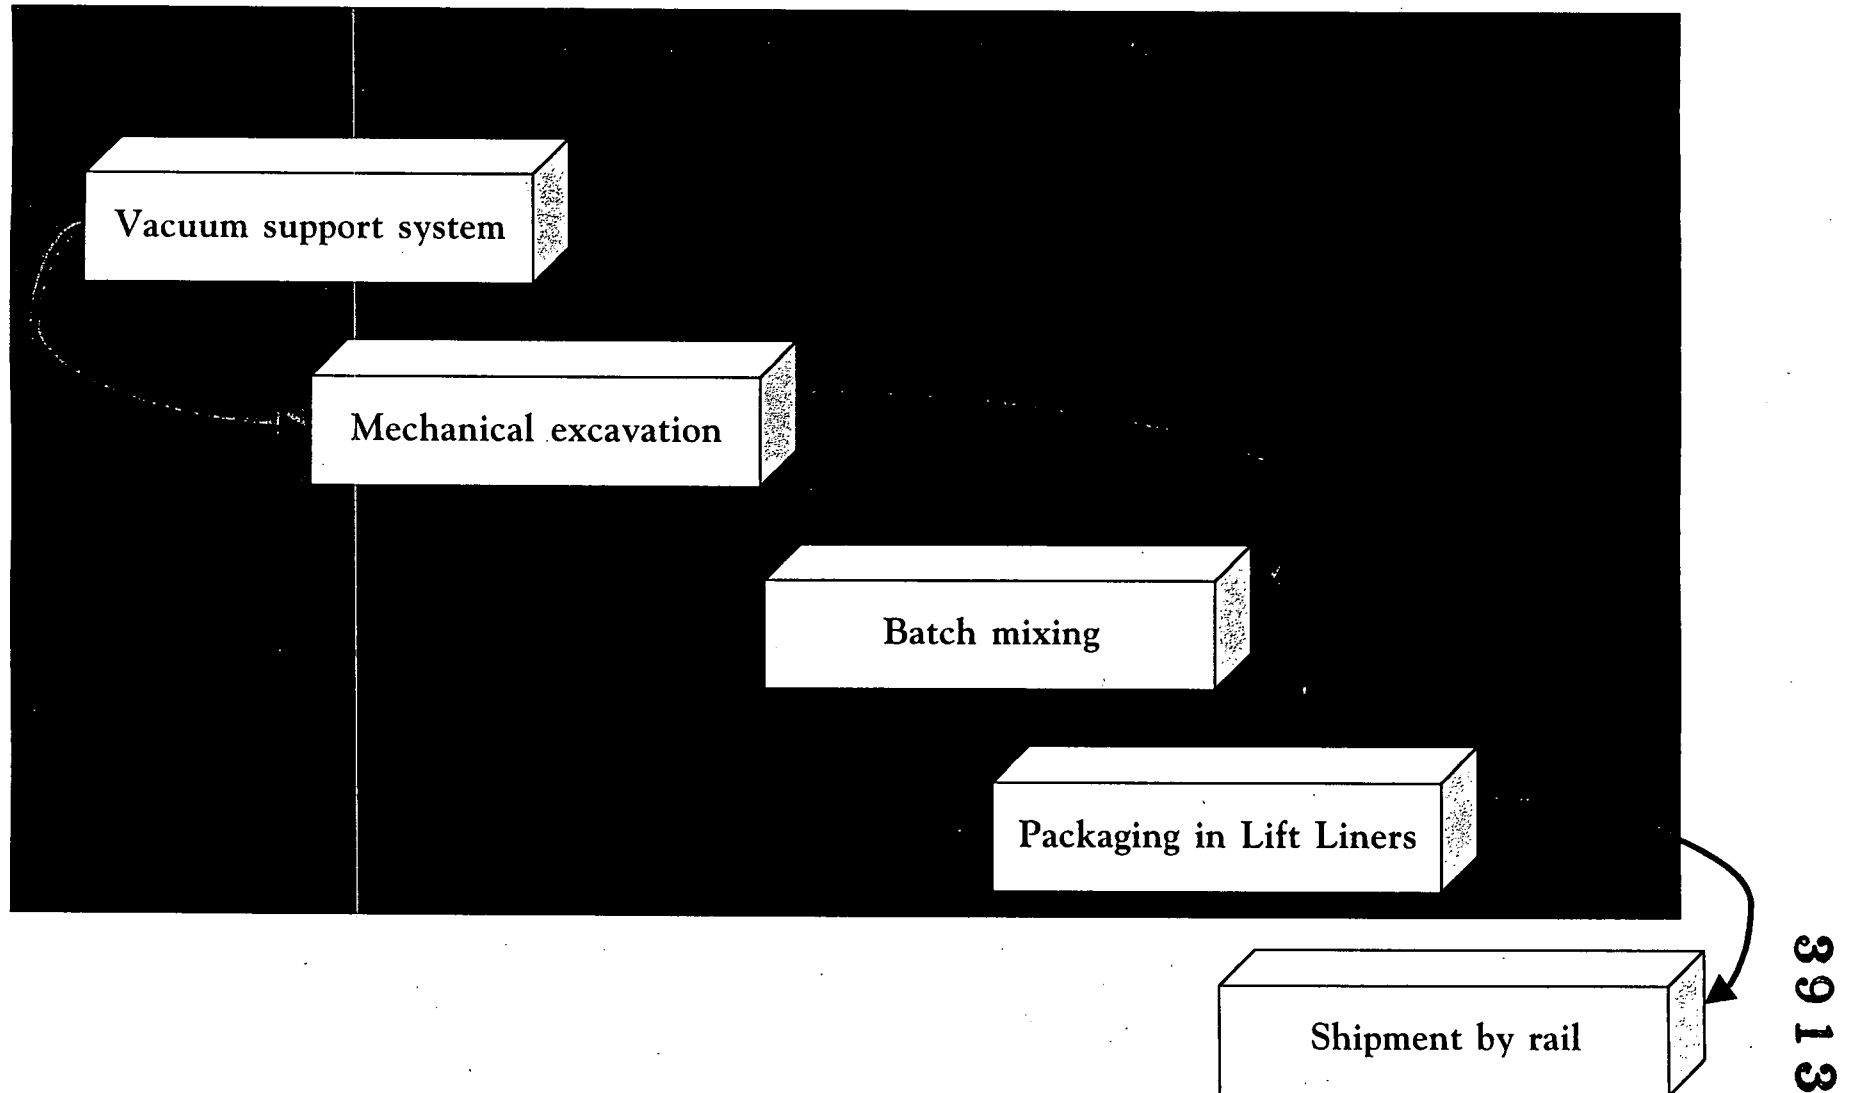 Vacuum support system
Mechanical excavation
Batch mixing
Packaging in Lift Liners
Shipment by rail
3913